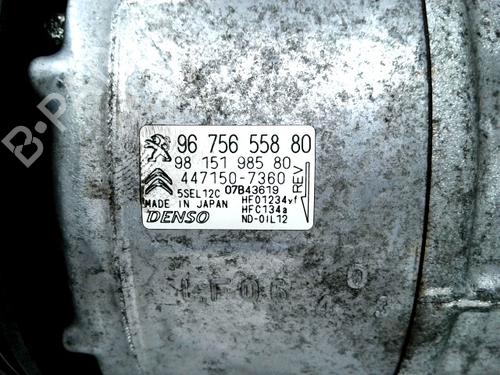 96 756 558 80
98 151 985 80
447150-7360
REV
5SEL12C 07B43619
MADE IN JAPAN
HFO1234yf
HFC134a
DENSO
ND-OIL12
B-PARTS